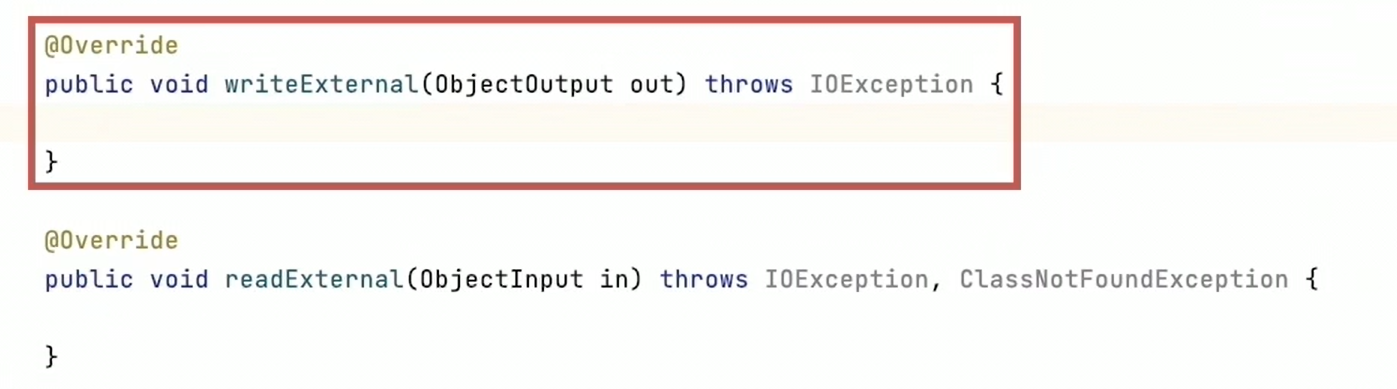 @Override
public void writeExternal(ObjectOutput out) throws IOException {
}
@Override
public void readExternal(ObjectInput in) throws IOException, ClassNotFoundException {
}